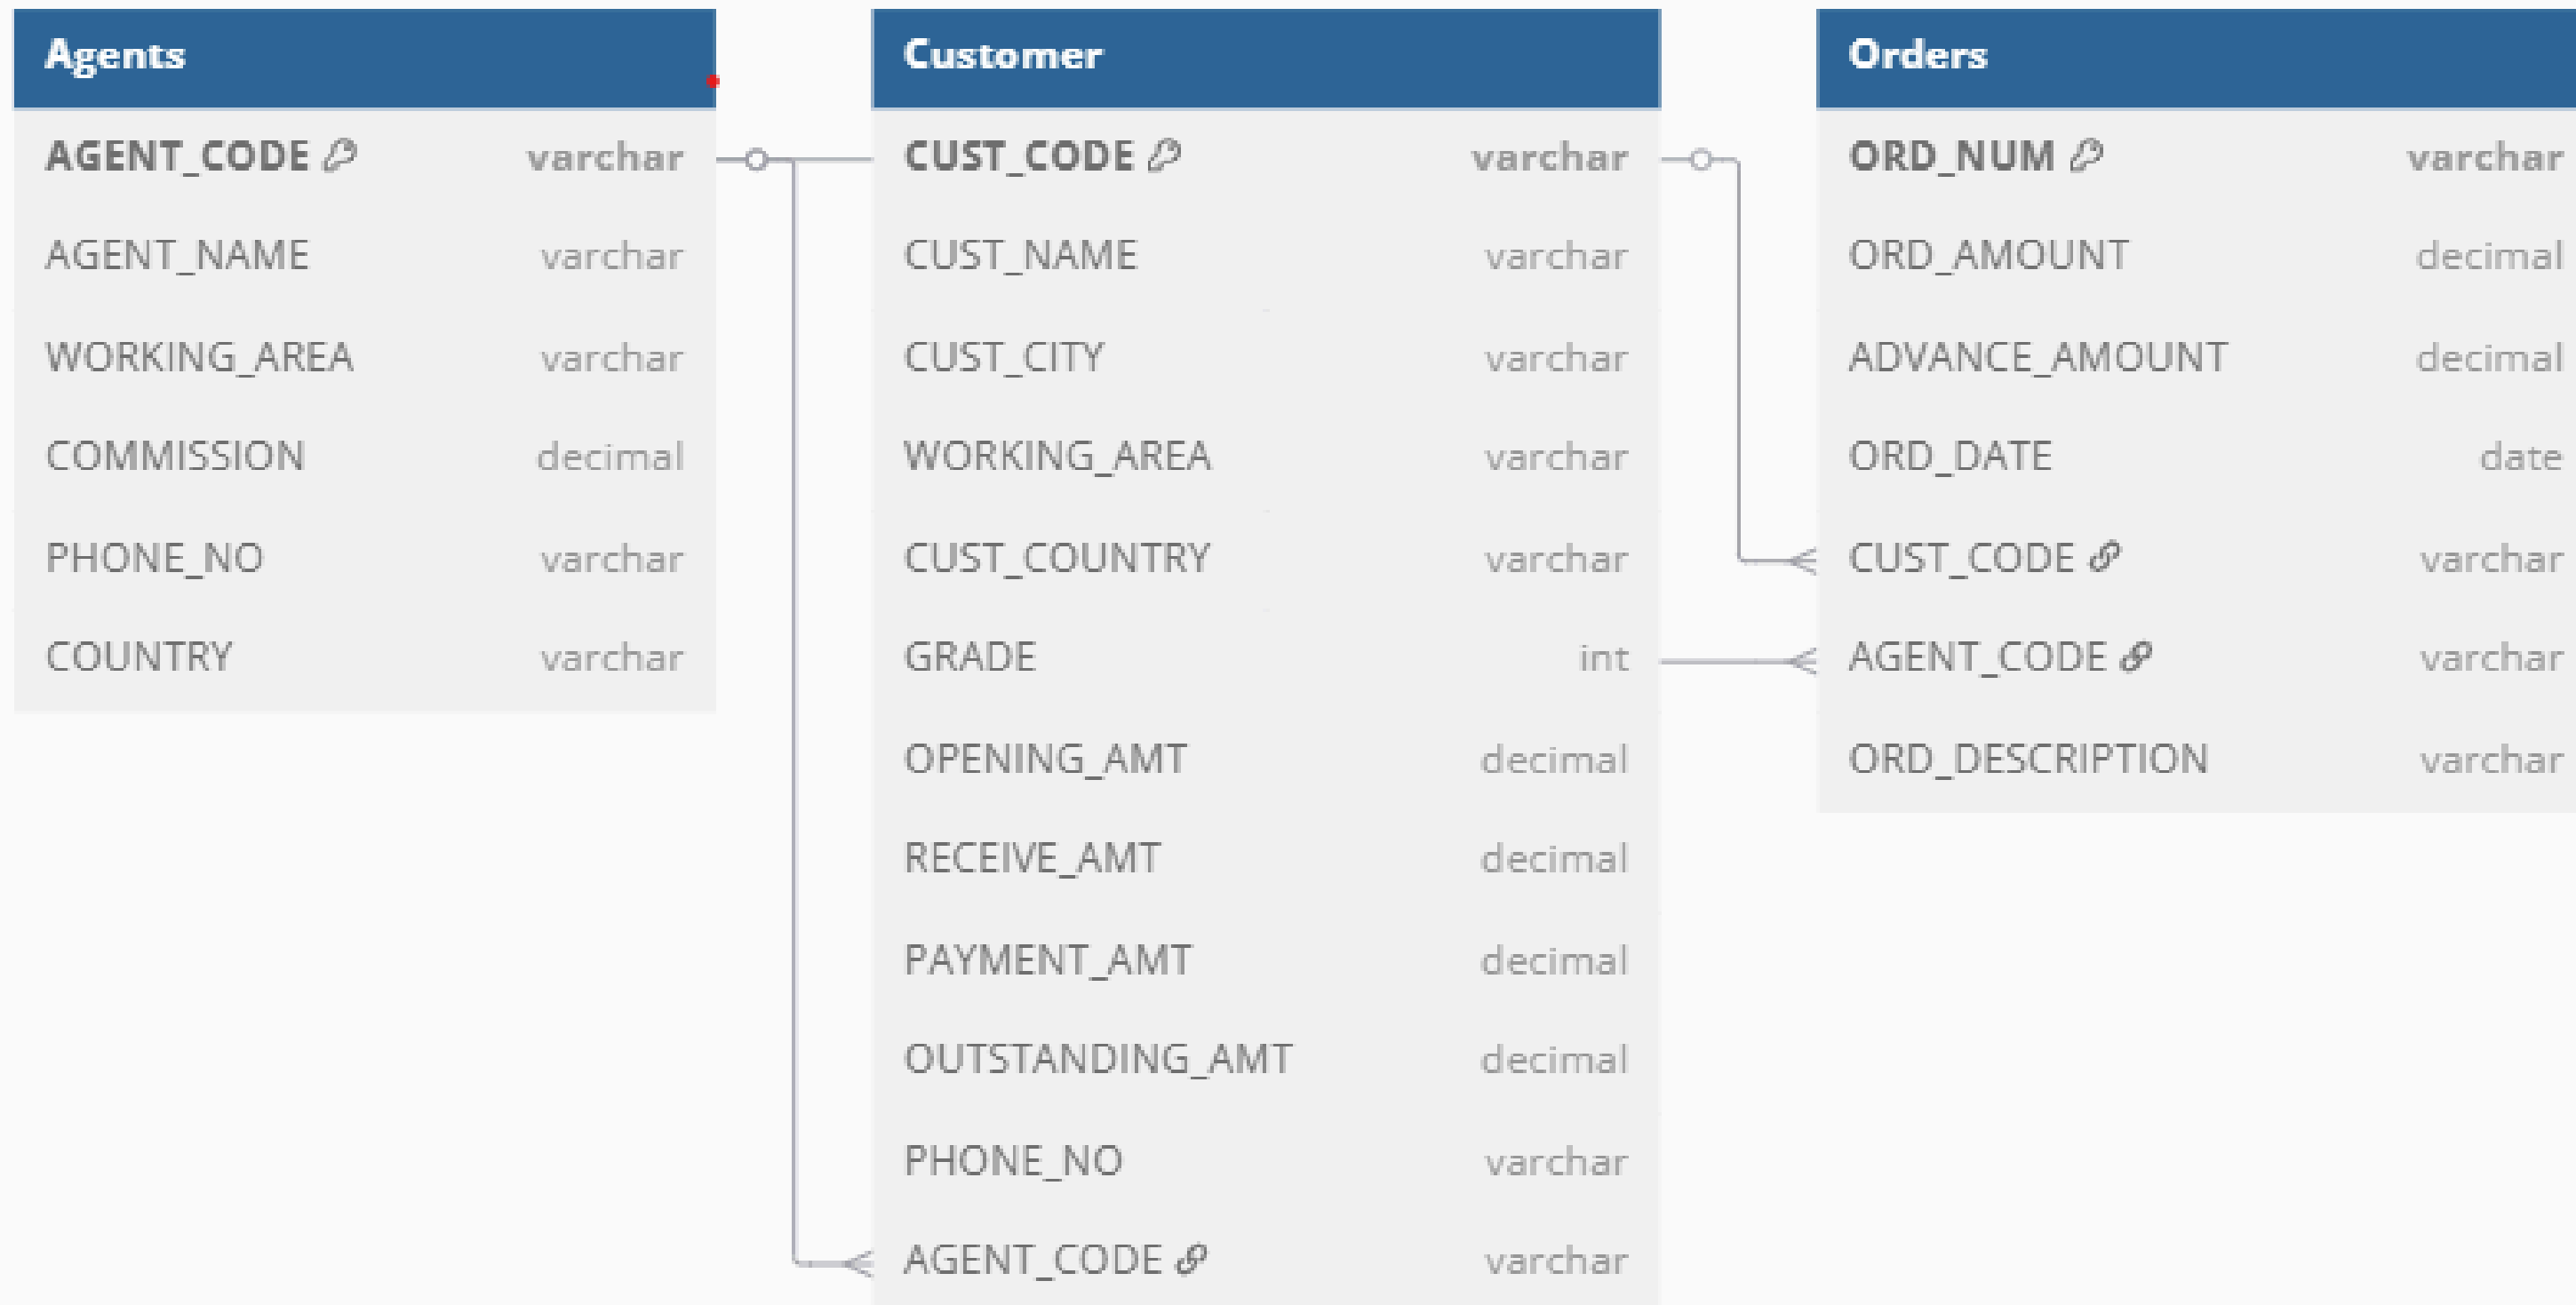 Agents
AGENT_CODE varchar
AGENT_NAME varchar
WORKING_AREA varchar
COMMISSION decimal
PHONE_NO varchar
COUNTRY varchar
Customer
CUST_CODE varchar
CUST_NAME varchar
CUST_CITY varchar
WORKING_AREA varchar
CUST_COUNTRY varchar
GRADE int
OPENING_AMT decimal
RECEIVE_AMT decimal
PAYMENT_AMT decimal
OUTSTANDING_AMT decimal
PHONE_NO varchar
AGENT_CODE varchar
Orders
ORD_NUM varchar
ORD_AMOUNT decimal
ADVANCE_AMOUNT decimal
ORD_DATE date
CUST_CODE varchar
AGENT_CODE varchar
ORD_DESCRIPTION varchar